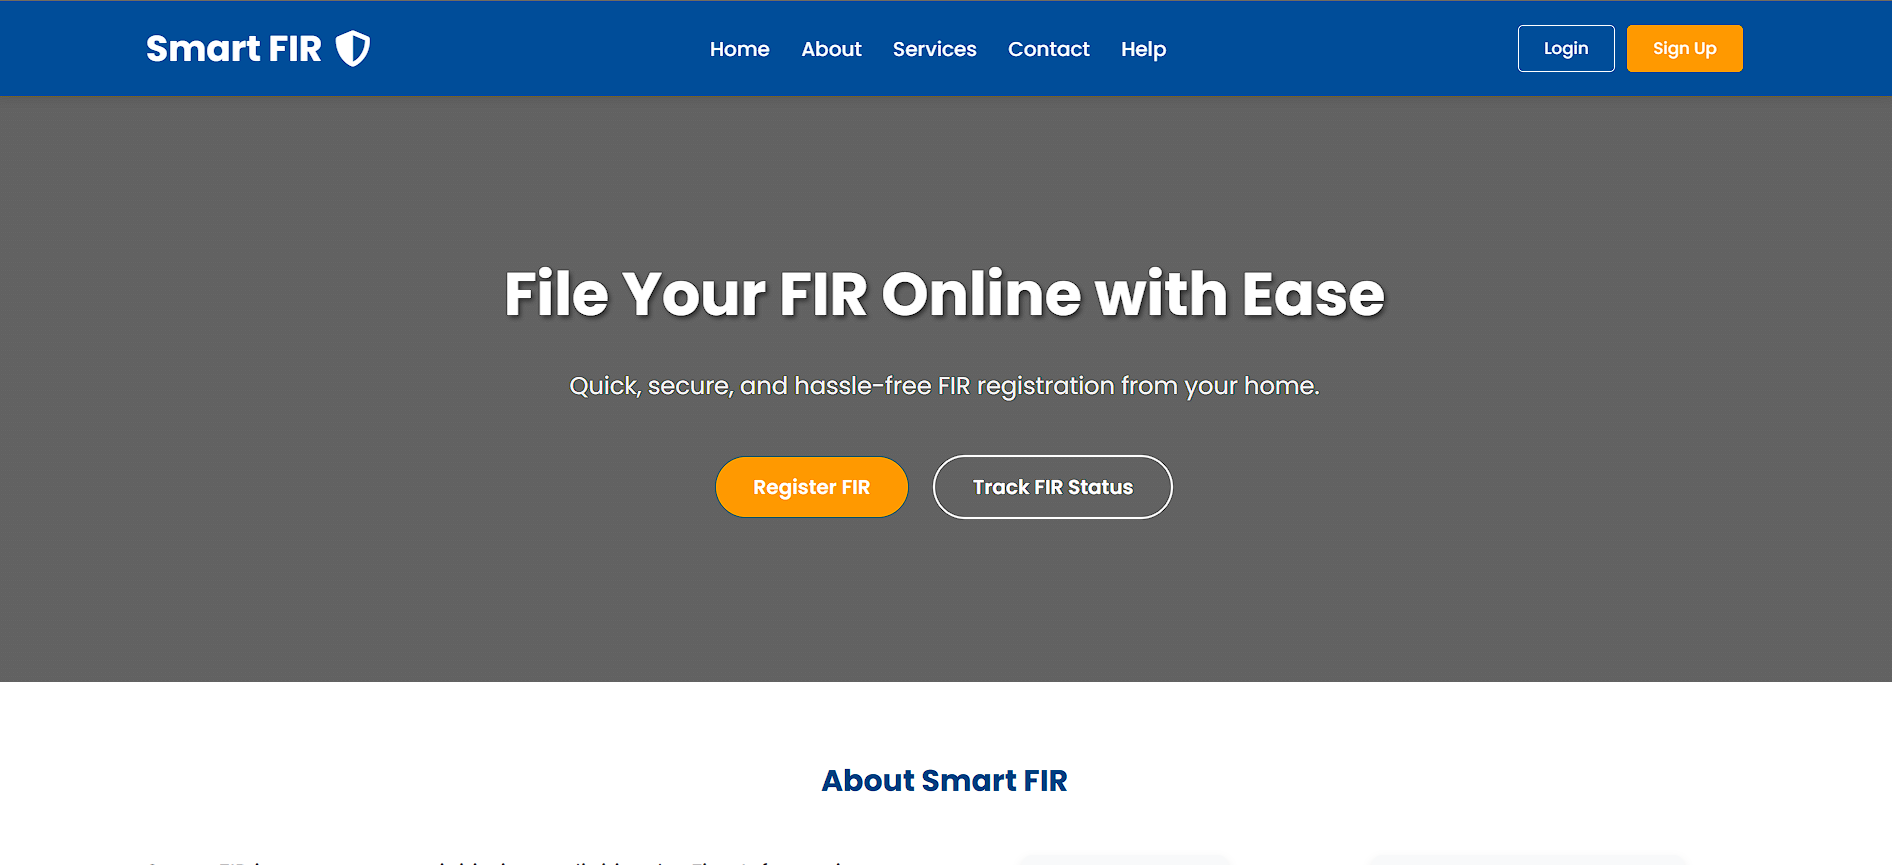 Smart FIR
Home About Services Contact Help
Login Sign Up
File Your FIR Online with Ease
Quick, secure, and hassle-free FIR registration from your home.
Register FIR Track FIR Status
About Smart FIR